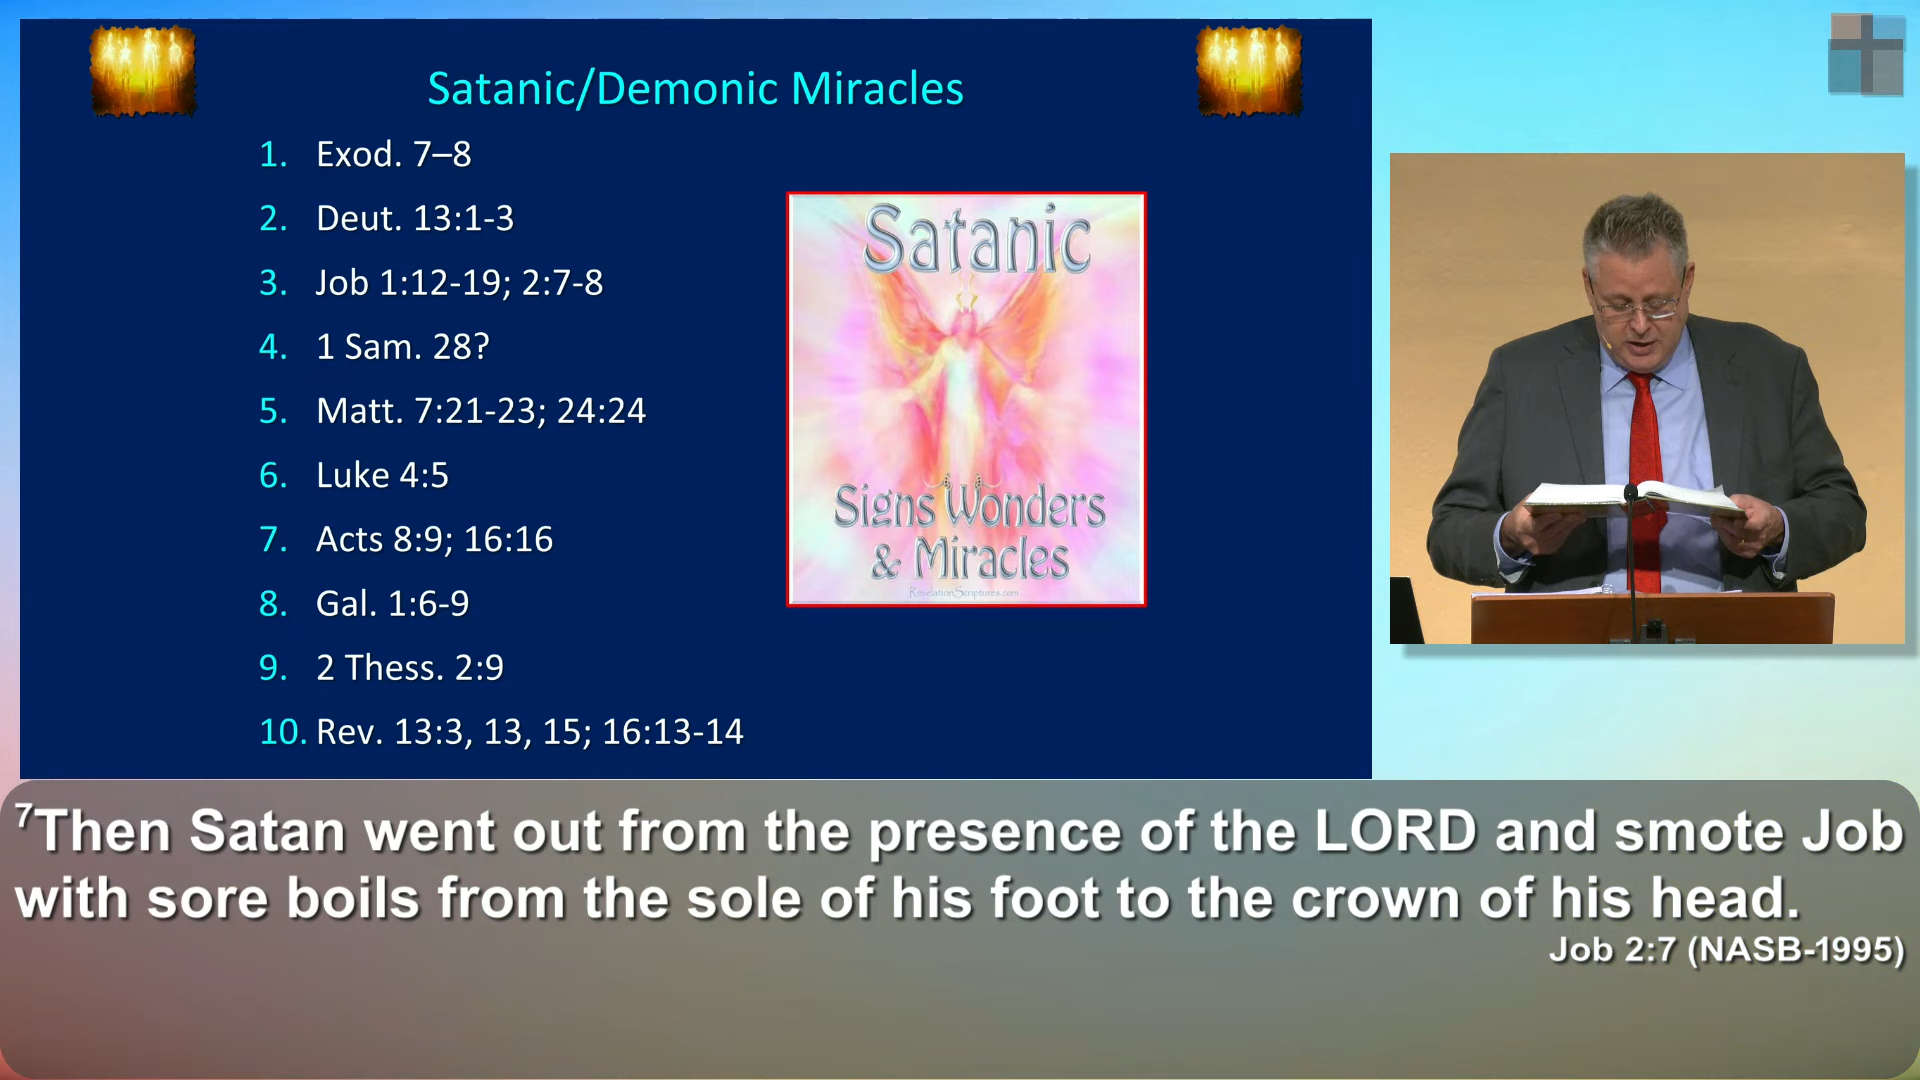 Satanic/Demonic Miracles
1. Exod. 7–8
2. Deut. 13:1-3
3. Job 1:12-19; 2:7-8
4. 1 Sam. 28?
5. Matt. 7:21-23; 24:24
6. Luke 4:5
7. Acts 8:9; 16:16
8. Gal. 1:6-9
9. 2 Thess. 2:9
10. Rev. 13:3, 13, 15; 16:13-14
Satanic
Signs Wonders
& Miracles
RevelationScriptures.com
7Then Satan went out from the presence of the LORD and smote Job
with sore boils from the sole of his foot to the crown of his head.
Job 2:7 (NASB-1995)